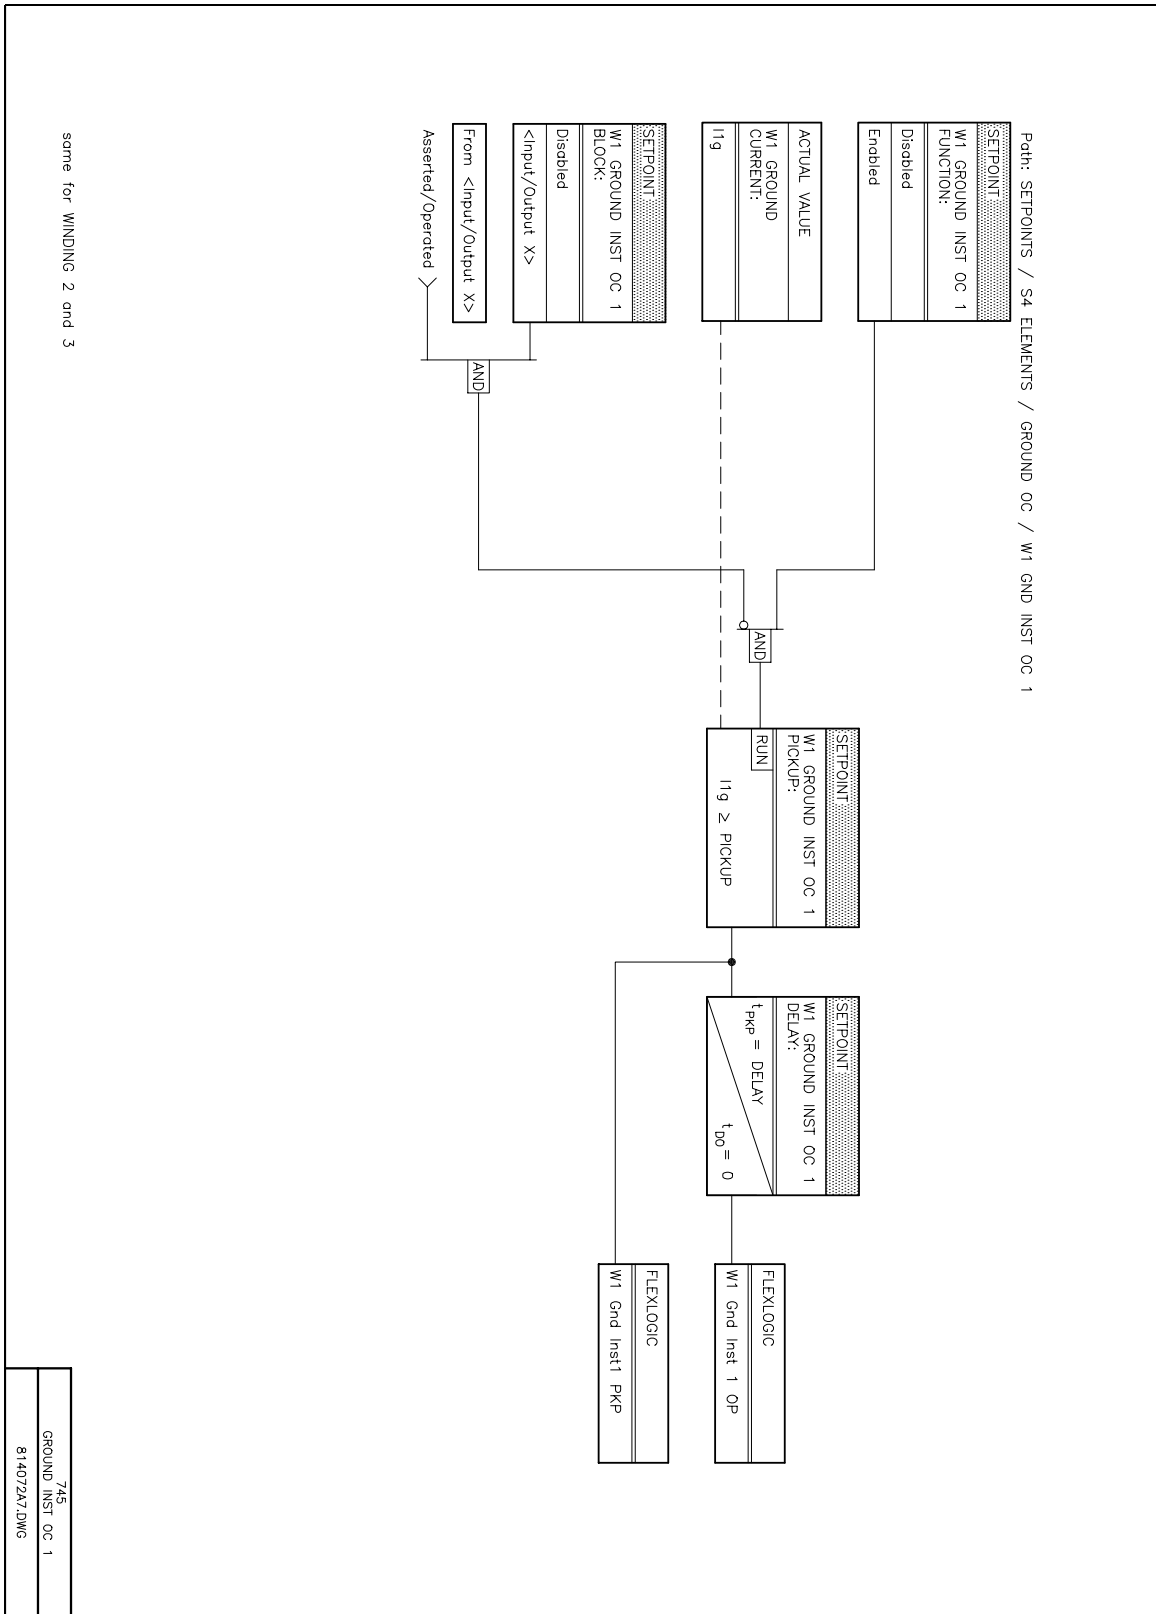 Path: SETPOINTS / S4 ELEMENTS / GROUND OC / W1 GND INST OC 1
SETPOINT
W1 GROUND INST OC 1
FUNCTION:
Disabled
Enabled
ACTUAL VALUE
W1 GROUND
CURRENT:
I1g
SETPOINT
W1 GROUND INST OC 1
BLOCK:
Disabled
<Input/Output X>
From <Input/Output X>
Asserted/Operated
AND
AND
SETPOINT
W1 GROUND INST OC 1
PICKUP:
RUN
I1g ≥ PICKUP
SETPOINT
W1 GROUND INST OC 1
DELAY:
tPKP = DELAY
tDO = 0
FLEXLOGIC
W1 Gnd Inst 1 OP
FLEXLOGIC
W1 Gnd Inst1 PKP
same for WINDING 2 and 3
745
GROUND INST OC 1
814072A7.DWG